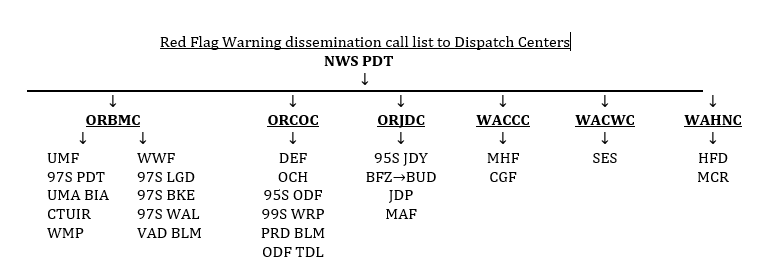 Red Flag Warning dissemination call list to Dispatch Centers
NWS PDT
↓
↓ ↓ ↓ ↓ ↓ ↓
ORBMC ORCOC ORJDC WACCC WACWC WAHNC
↓ ↓ ↓ ↓ ↓ ↓ ↓
UMF WWF DEF 95S JDY MHF SES HFD
97S PDT 97S LGD OCH BFZ→BUD CGF MCR
UMA BIA 97S BKE 95S ODF JDP
CTUIR 97S WAL 99S WRP MAF
WMP VAD BLM PRD BLM
ODF TDL